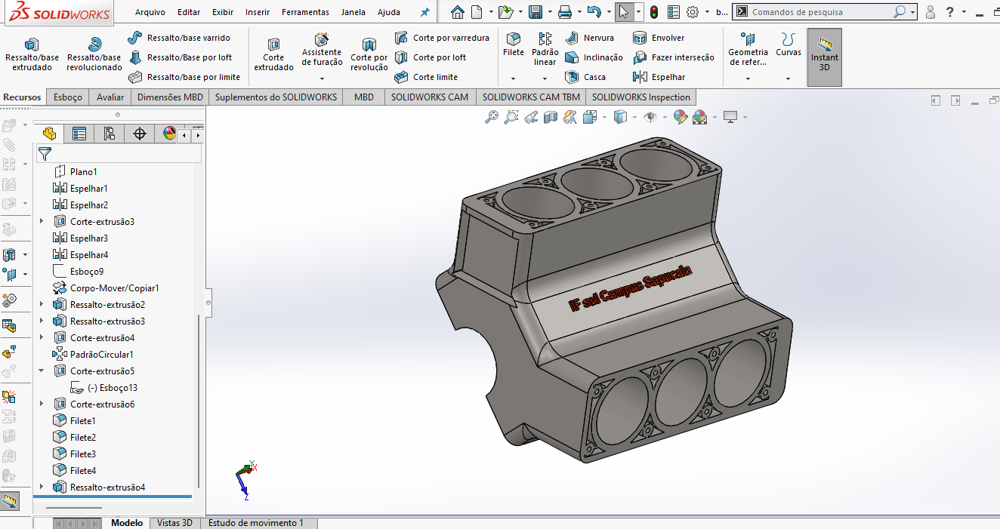 SOLIDWORKS Arquivo Editar Exibir Inserir Ferramentas Janela Ajuda b... Comandos de pesquisa ?
Ressalto/base extrudado
Ressalto/base revolucionado
Ressalto/base varrido
Ressalto/Base por loft
Ressalto/base por limite
Corte extrudado
Assistente de furação
Corte por revolução
Corte por varredura
Corte por loft
Corte limite
Filete
Padrão linear
Nervura
Inclinação
Casca
Envolver
Fazer interseção
Espelhar
Geometria de refer...
Curvas
Instant 3D
Recursos Esboço Avaliar Dimensões MBD Suplementos do SOLIDWORKS MBD SOLIDWORKS CAM SOLIDWORKS CAM TBM SOLIDWORKS Inspection
Plano1
Espelhar1
Espelhar2
Corte-extrusão3
Espelhar3
Espelhar4
Esboço9
Corpo-Mover/Copiar1
Ressalto-extrusão2
Ressalto-extrusão3
Corte-extrusão4
PadrãoCircular1
Corte-extrusão5
(-) Esboço13
Corte-extrusão6
Filete1
Filete2
Filete3
Filete4
Ressalto-extrusão4
IF sul Campus Sapucaia
Y
X
Z
Modelo Vistas 3D Estudo de movimento 1